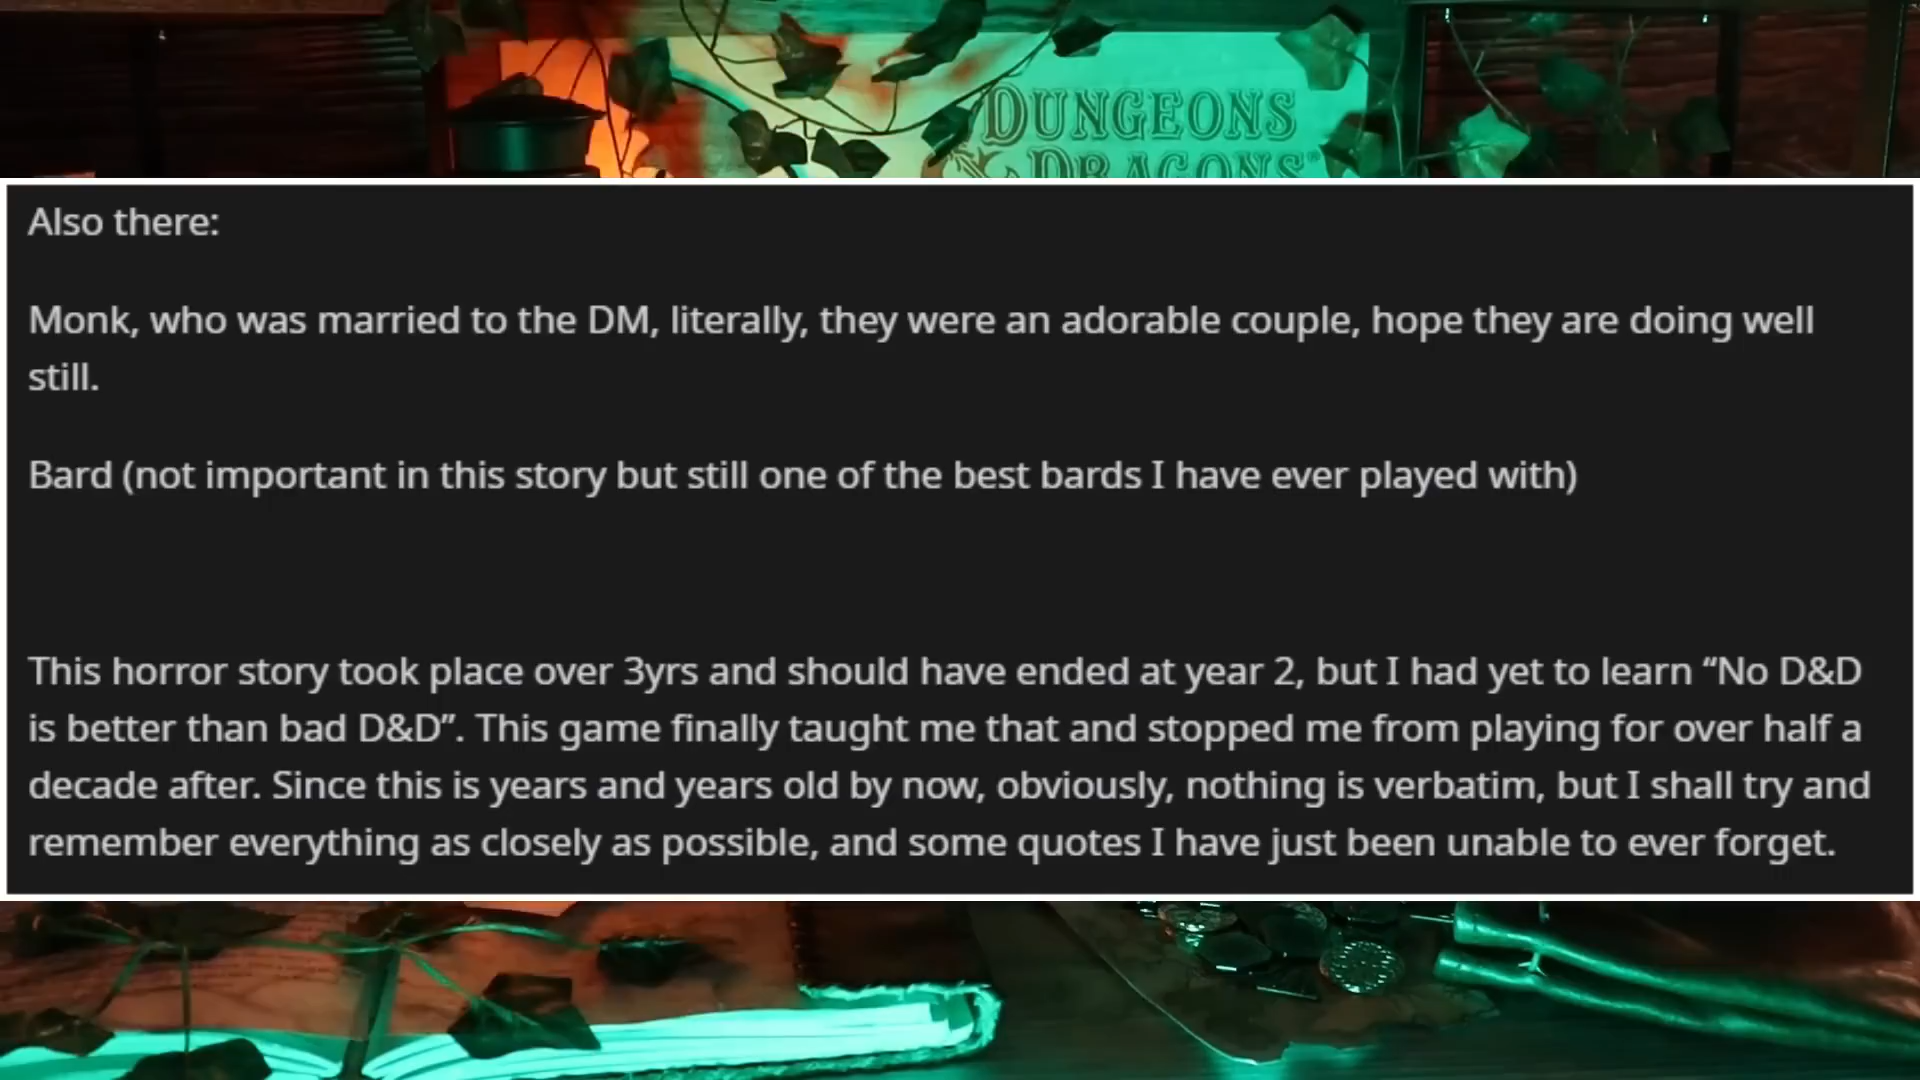 DUNGEONS
DRAGONS
Also there:
Monk, who was married to the DM, literally, they were an adorable couple, hope they are doing well
still.
Bard (not important in this story but still one of the best bards I have ever played with)
This horror story took place over 3yrs and should have ended at year 2, but I had yet to learn “No D&D
is better than bad D&D”. This game finally taught me that and stopped me from playing for over half a
decade after. Since this is years and years old by now, obviously, nothing is verbatim, but I shall try and
remember everything as closely as possible, and some quotes I have just been unable to ever forget.